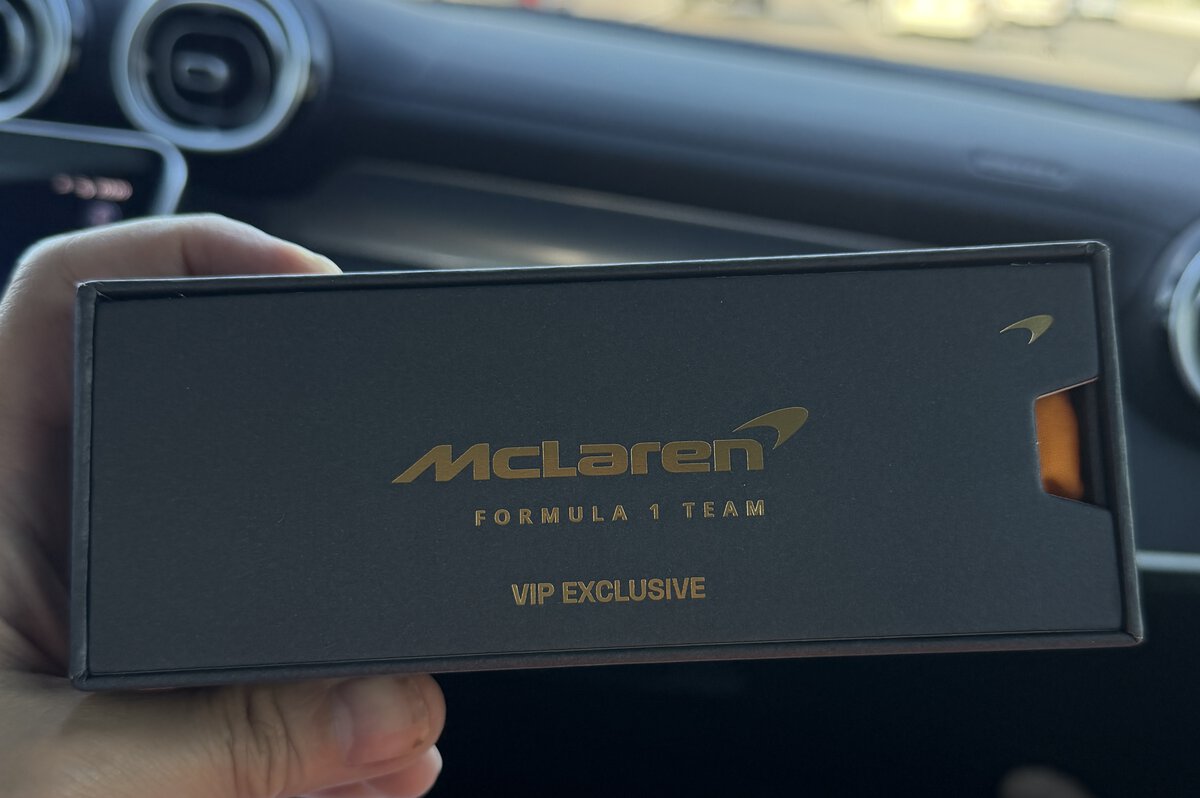 McLaren
FORMULA 1 TEAM
VIP EXCLUSIVE